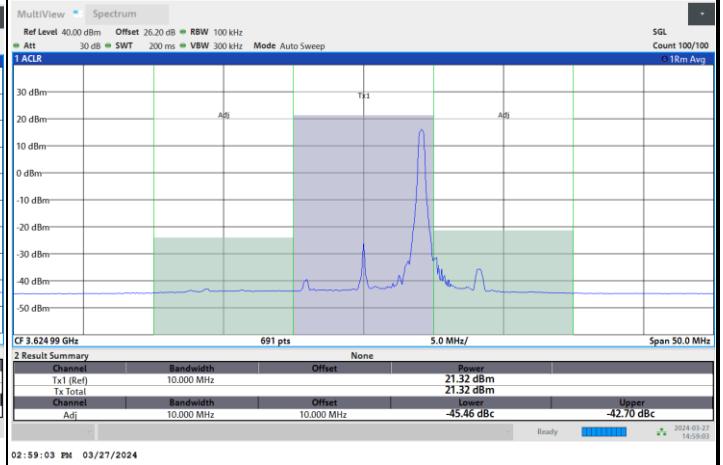 MultiView Spectrum
Ref Level 40.00 dBm Offset 26.20 dB RBW 100 kHz SGL
Att 30 dB SWT 200 ms VBW 300 kHz Mode Auto Sweep Count 100/100
1 ACLR 1Rm Avg
30 dBm
Tx1
20 dBm Adj Adj
10 dBm
0 dBm
-10 dBm
-20 dBm
-30 dBm
-40 dBm
-50 dBm
CF 3.624 99 GHz 691 pts 5.0 MHz/ Span 50.0 MHz
2 Result Summary None
Channel Bandwidth Offset Power
Tx1 (Ref) 10.000 MHz 21.32 dBm
Tx Total 21.32 dBm
Channel Bandwidth Offset Lower Upper
Adj 10.000 MHz 10.000 MHz -45.46 dBc -42.70 dBc
Ready 2024-03-27
14:59:03
02:59:03 PM 03/27/2024